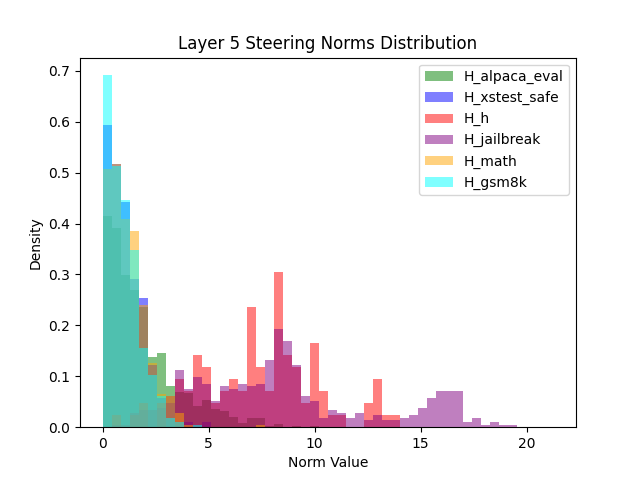 Layer 5 Steering Norms Distribution
H_alpaca_eval
H_xstest_safe
H_h
H_jailbreak
H_math
H_gsm8k
0.7
0.6
0.5
0.4
0.3
0.2
0.1
0.0
Density
0 5 10 15 20
Norm Value